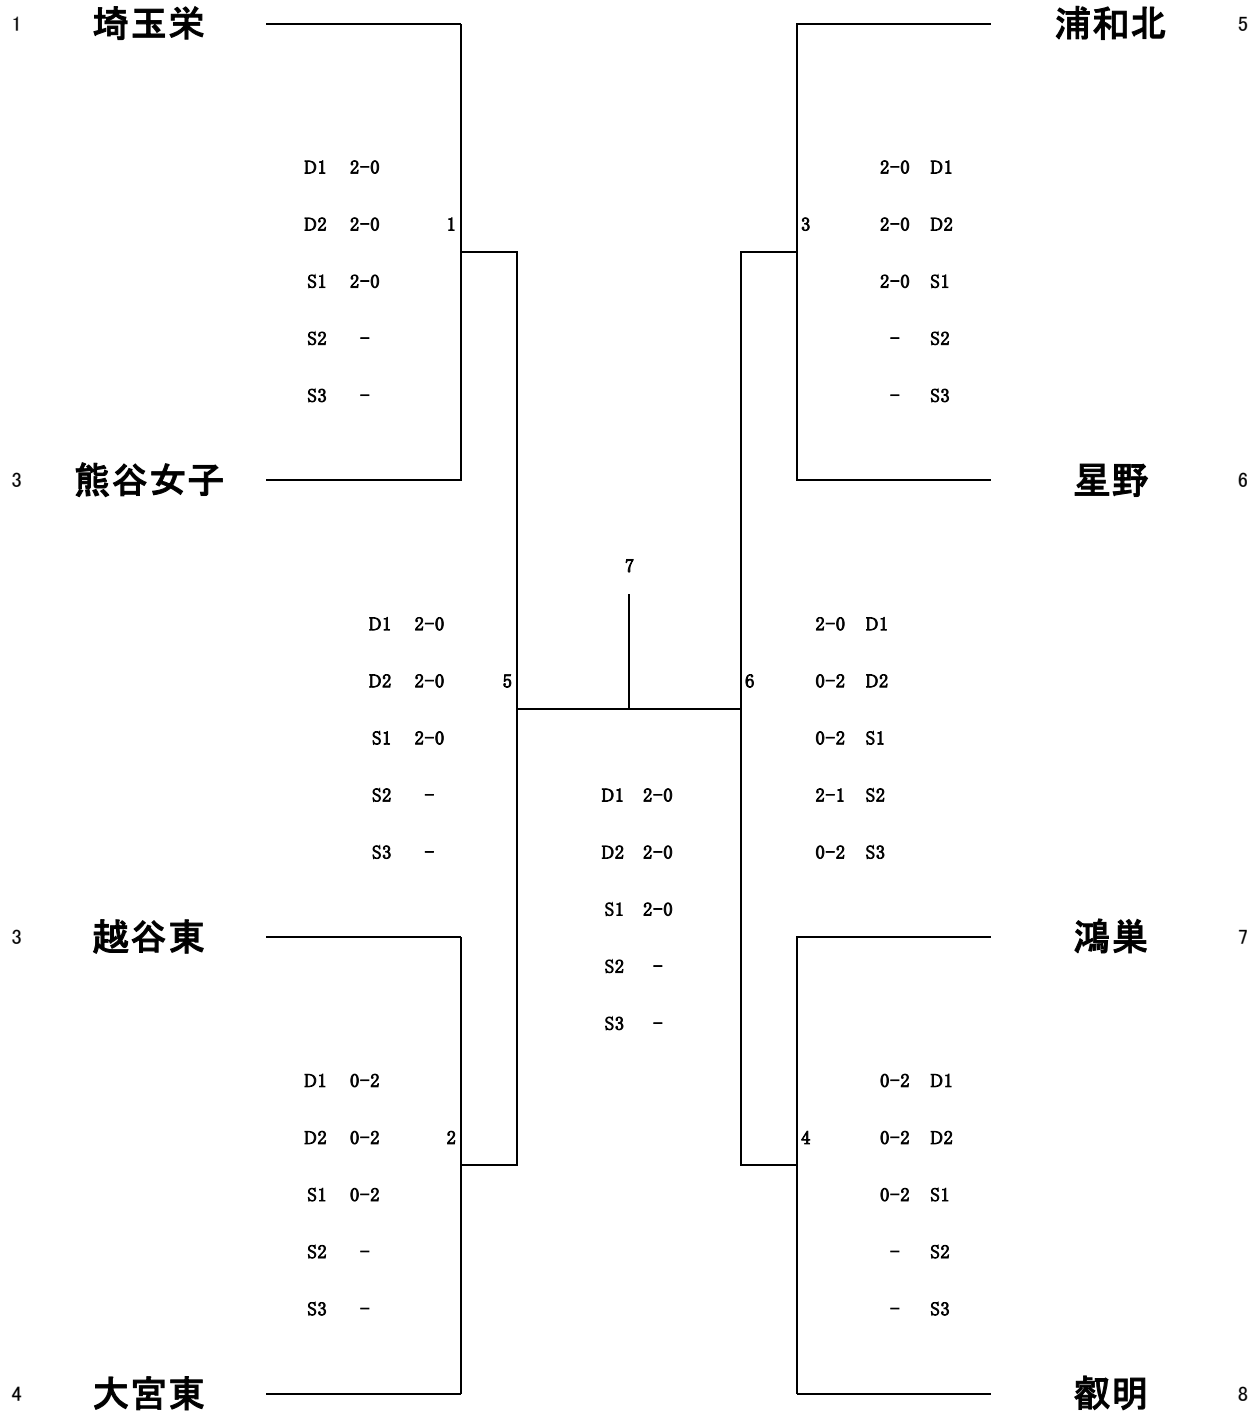 1 埼玉栄 浦和北 5
D1 2-0 2-0 D1
D2 2-0 1 3 2-0 D2
S1 2-0 2-0 S1
S2 - - S2
S3 - - S3
3 熊谷女子 星野 6
7
D1 2-0 2-0 D1
D2 2-0 5 6 0-2 D2
S1 2-0 0-2 S1
S2 - D1 2-0 2-1 S2
S3 - D2 2-0 0-2 S3
S1 2-0
3 越谷東 鴻巣 7
S2 -
S3 -
D1 0-2 0-2 D1
D2 0-2 2 4 0-2 D2
S1 0-2 0-2 S1
S2 - - S2
S3 - - S3
4 大宮東 叡明 8